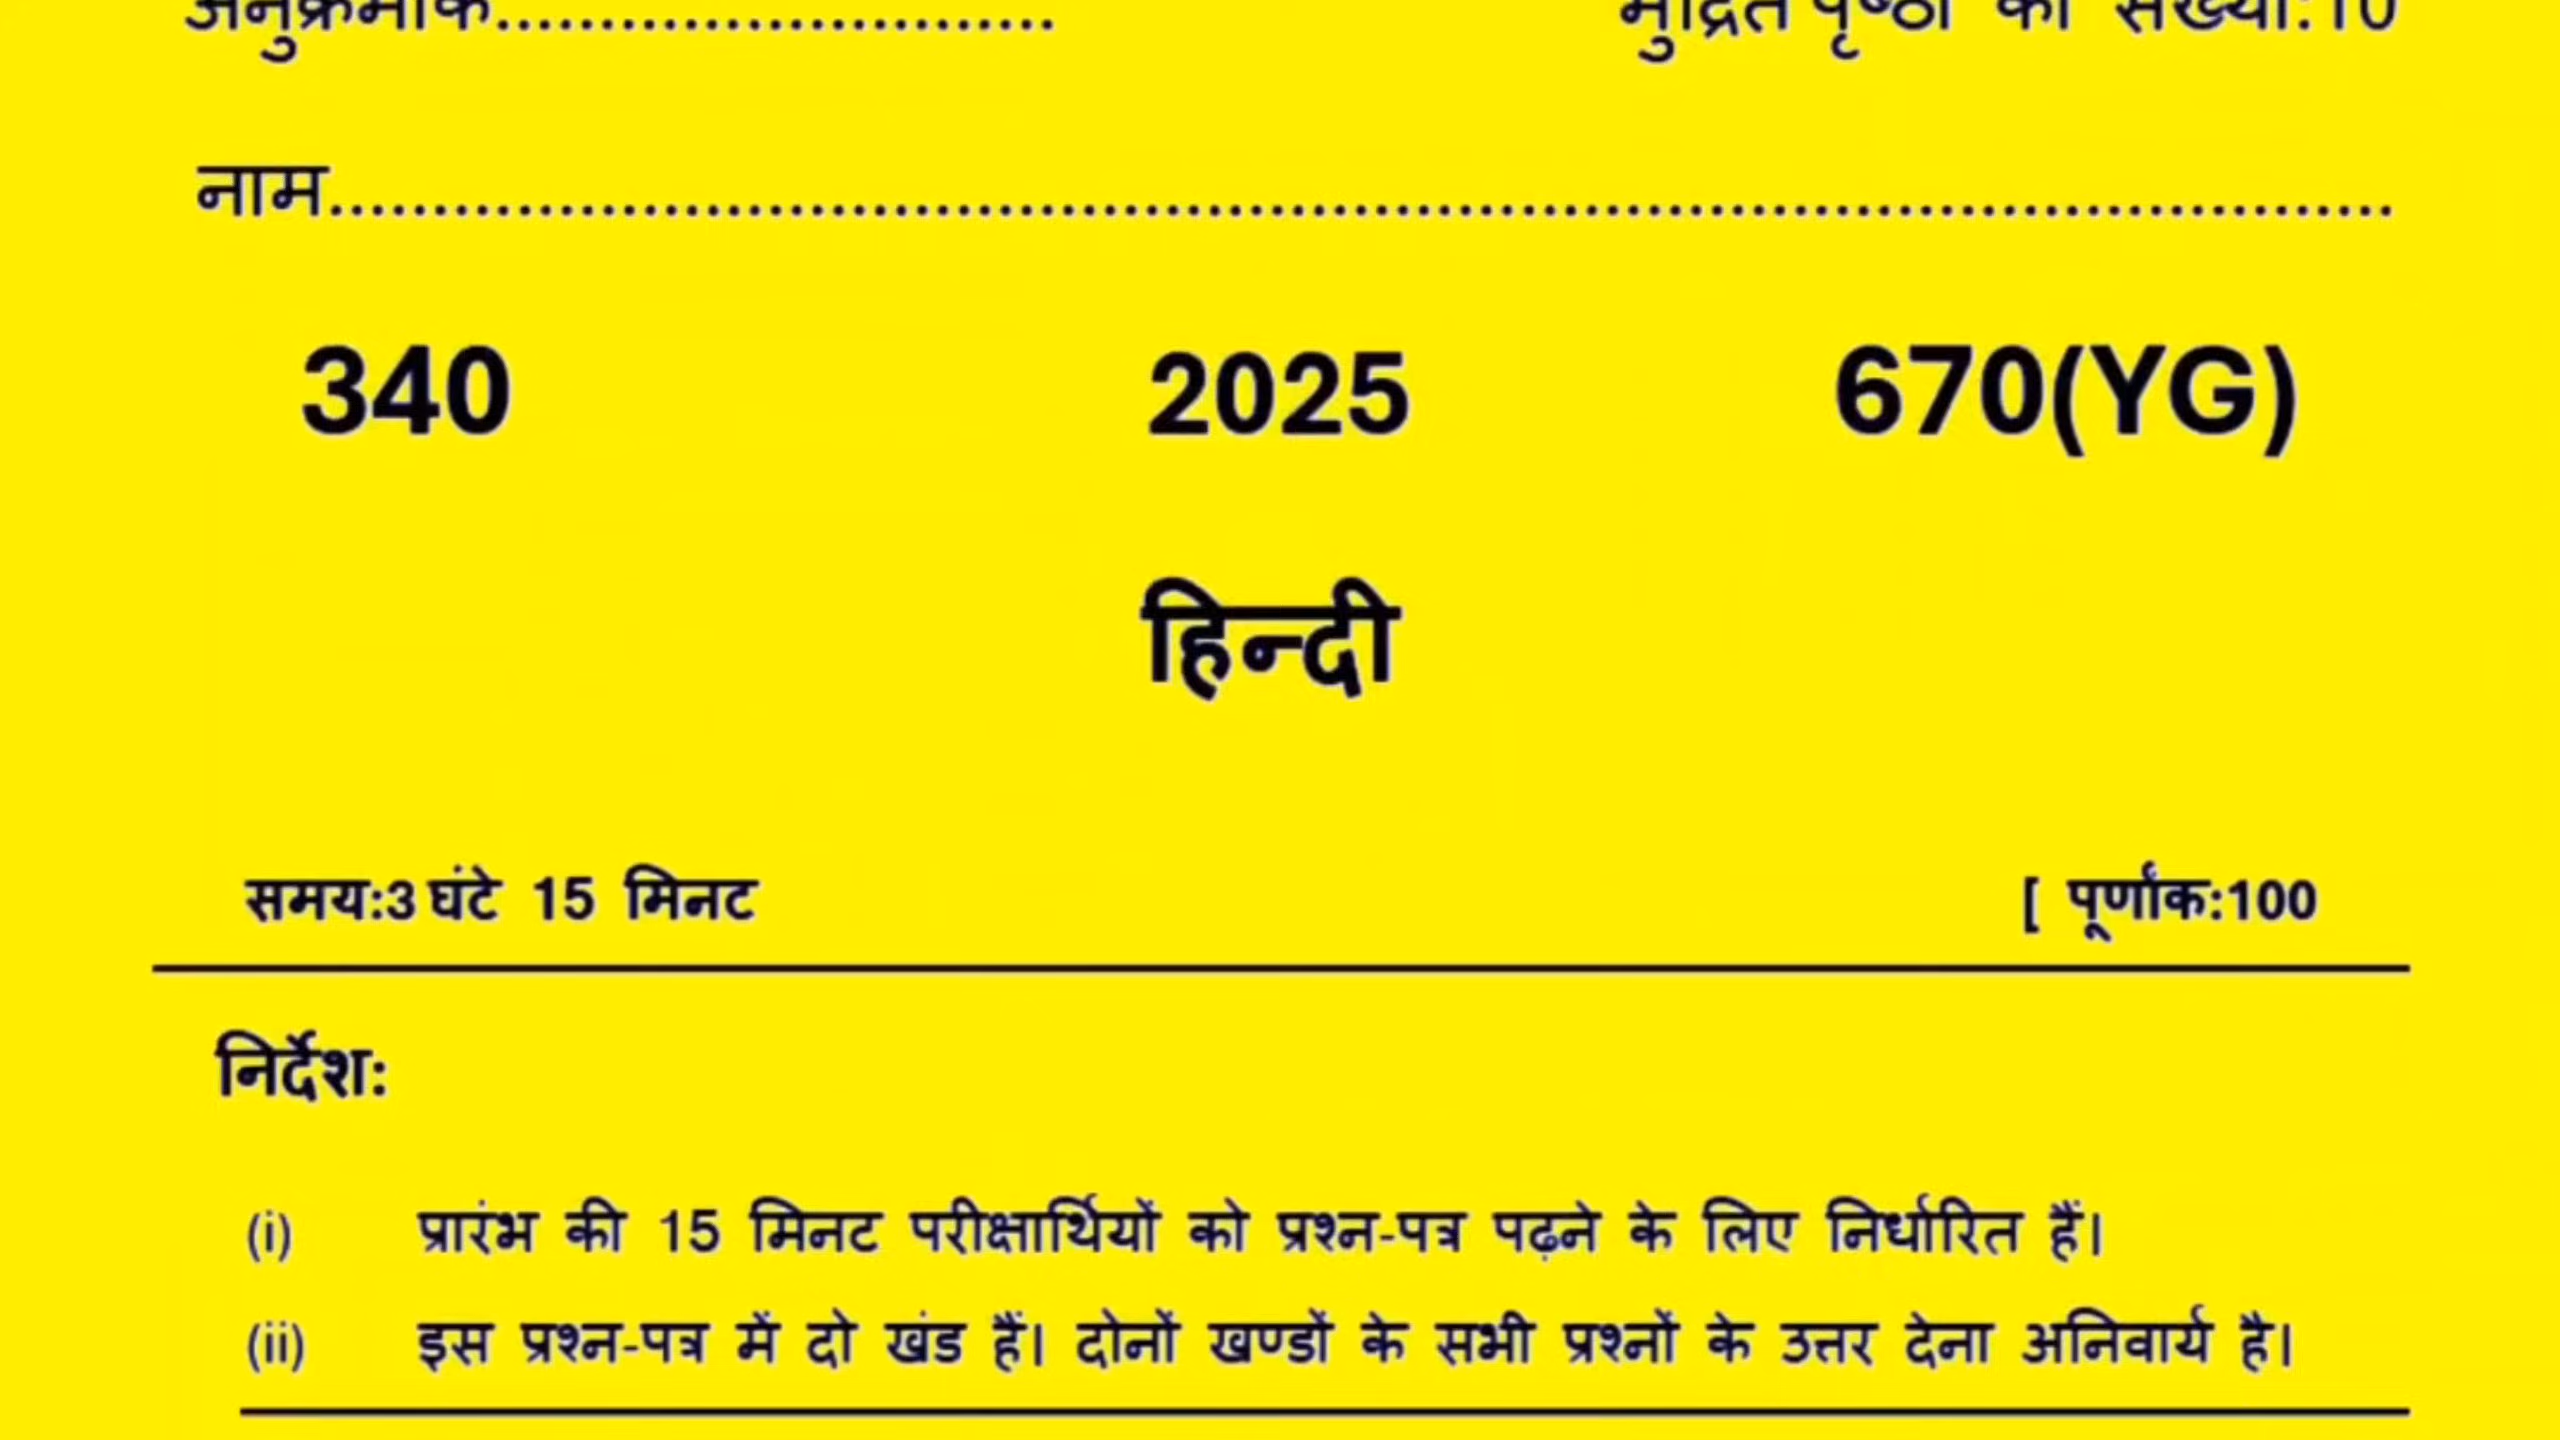 अनुक्रमांक...........................  मुद्रित पृष्ठों की संख्या:10
नाम....................................................................................................
340  2025  670(YG)
हिन्दी
समय:3 घंटे 15 मिनट  [ पूर्णांक:100
निर्देश:
(i) प्रारंभ की 15 मिनट परीक्षार्थियों को प्रश्न-पत्र पढ़ने के लिए निर्धारित हैं।
(ii) इस प्रश्न-पत्र में दो खंड हैं। दोनों खण्डों के सभी प्रश्नों के उत्तर देना अनिवार्य है।